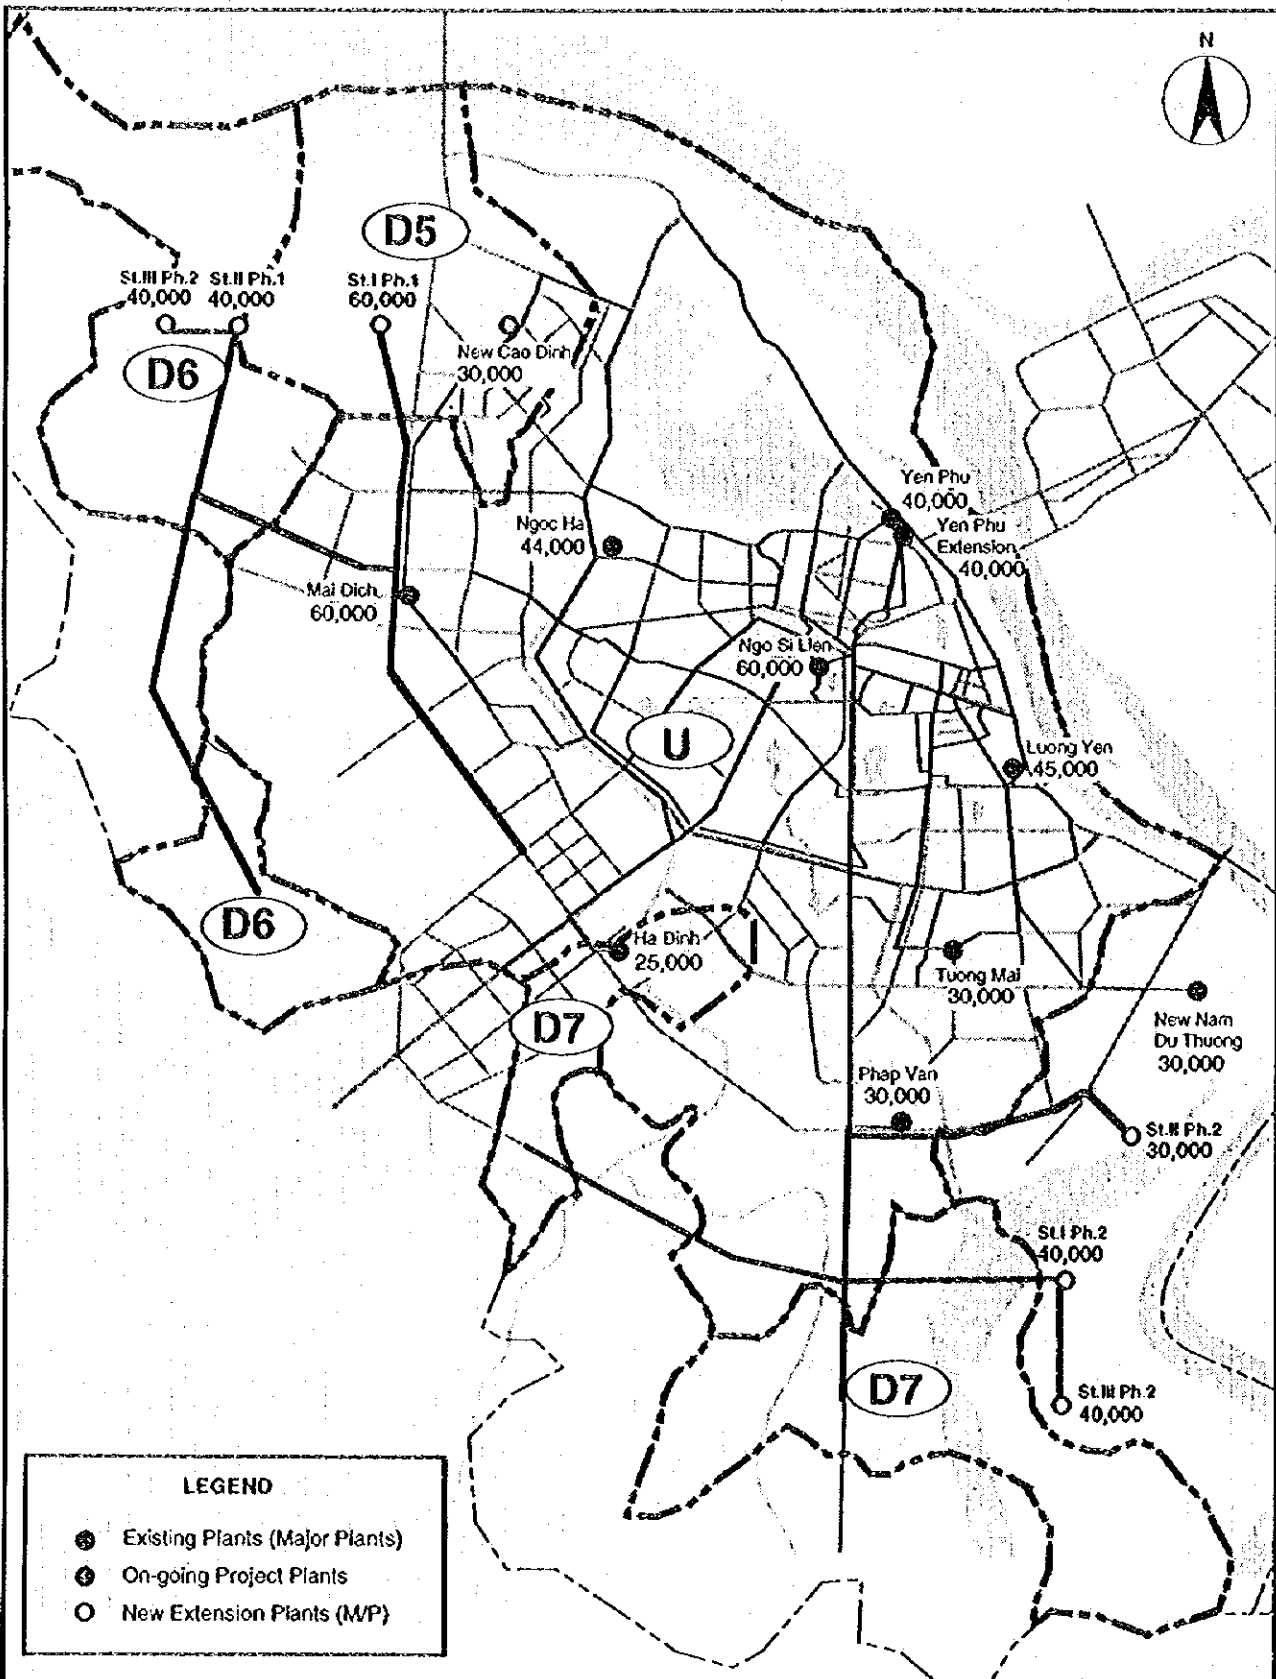 N
D5
St.III Ph.2
40,000
St.II Ph.1
40,000
St.I Ph.1
60,000
D6
New Cao Dinh
30,000
Yen Phu
40,000
Yen Phu
Extension
40,000
Ngoc Ha
44,000
Mai Dich
60,000
Ngo Si Lien
60,000
U
Luong Yen
45,000
D6
Ha Dinh
25,000
Tuong Mai
30,000
New Nam
Du Thuong
30,000
D7
Phap Van
30,000
St.II Ph.2
30,000
St.I Ph.2
40,000
D7
St.III Ph.2
40,000
LEGEND
Existing Plants (Major Plants)
On-going Project Plants
New Extension Plants (M/P)